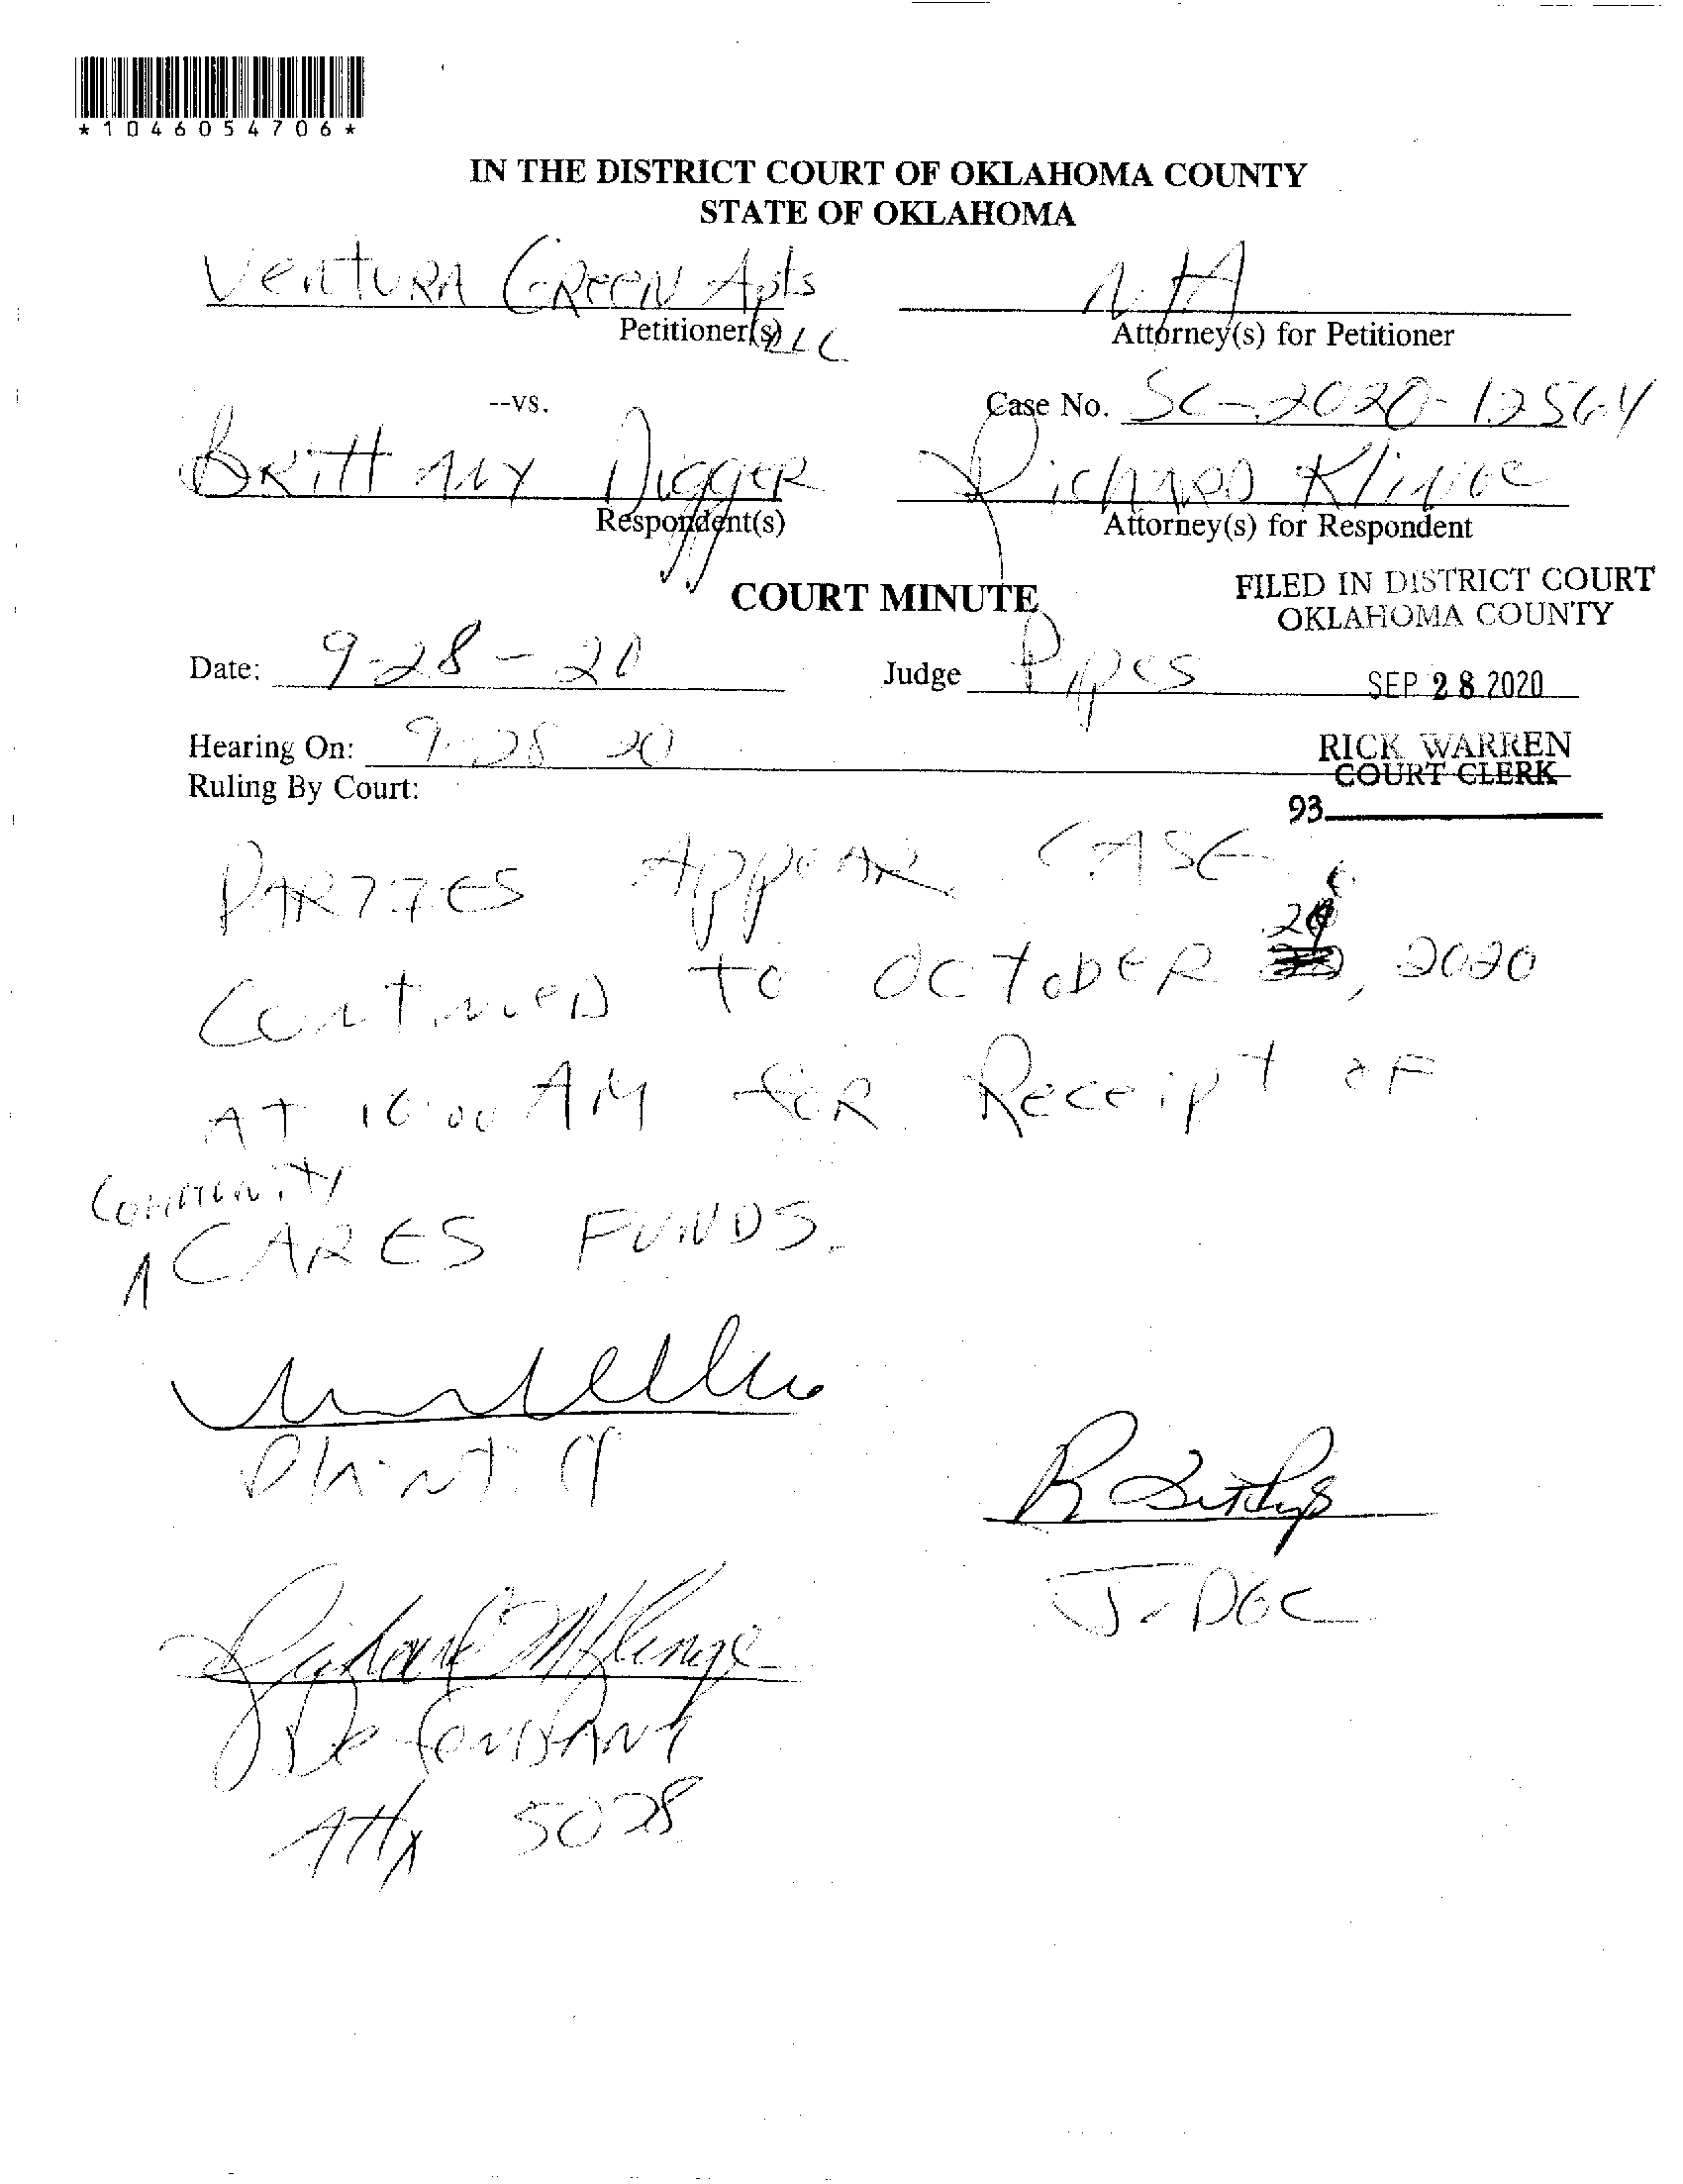 *1046054706*
IN THE DISTRICT COURT OF OKLAHOMA COUNTY
STATE OF OKLAHOMA
Ventura Green Apts
LLC
Petitioner(s)
N/A
Attorney(s) for Petitioner
--vs.
Case No. SC-2020-12564
Brittany Digger
Respondent(s)
Richard Klinge
Attorney(s) for Respondent
COURT MINUTE
FILED IN DISTRICT COURT
OKLAHOMA COUNTY
Date: 9-28-20
Judge Pipes
SEP 28 2020
Hearing On: 9-28 20
RICK WARREN
COURT CLERK
Ruling By Court:
93
PARTIES Appear. CASE
Continued to OCTOBER , 2020
AT 10:00 AM for Receipt of
Community
CARES FUNDS.
Plaintiff
Richard M Klinge
Defendant
Atty 5028